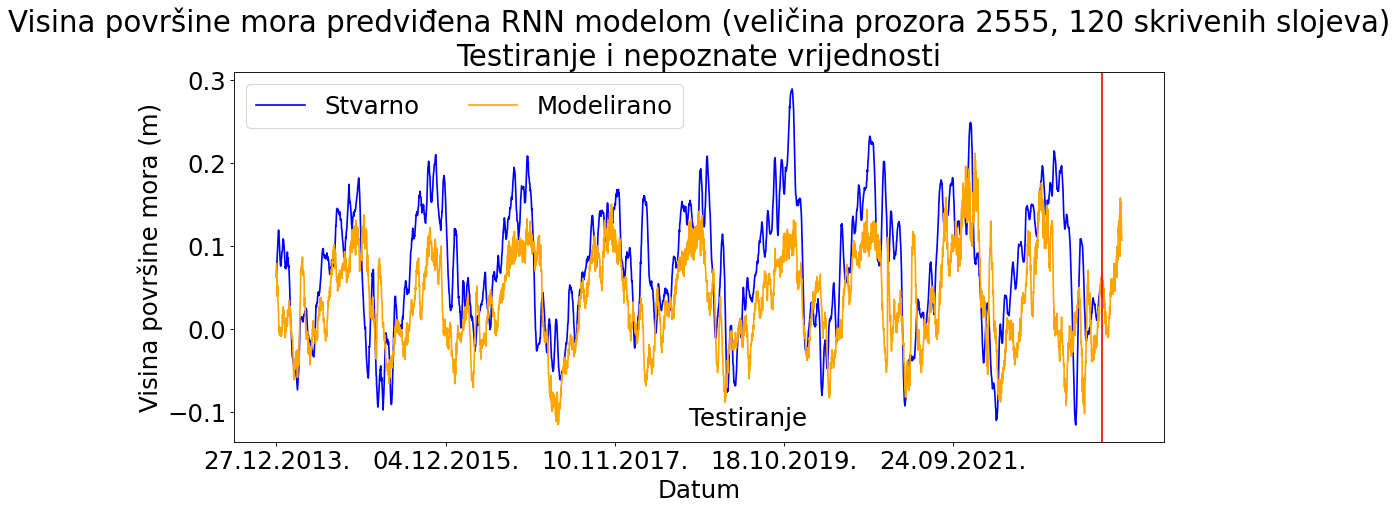 Visina površine mora predviđena RNN modelom (veličina prozora 2555, 120 skrivenih slojeva)
Testiranje i nepoznate vrijednosti
Stvarno
Modelirano
Visina površine mora (m)
0.3
0.2
0.1
0.0
−0.1
Testiranje
27.12.2013.
04.12.2015.
10.11.2017.
18.10.2019.
24.09.2021.
Datum